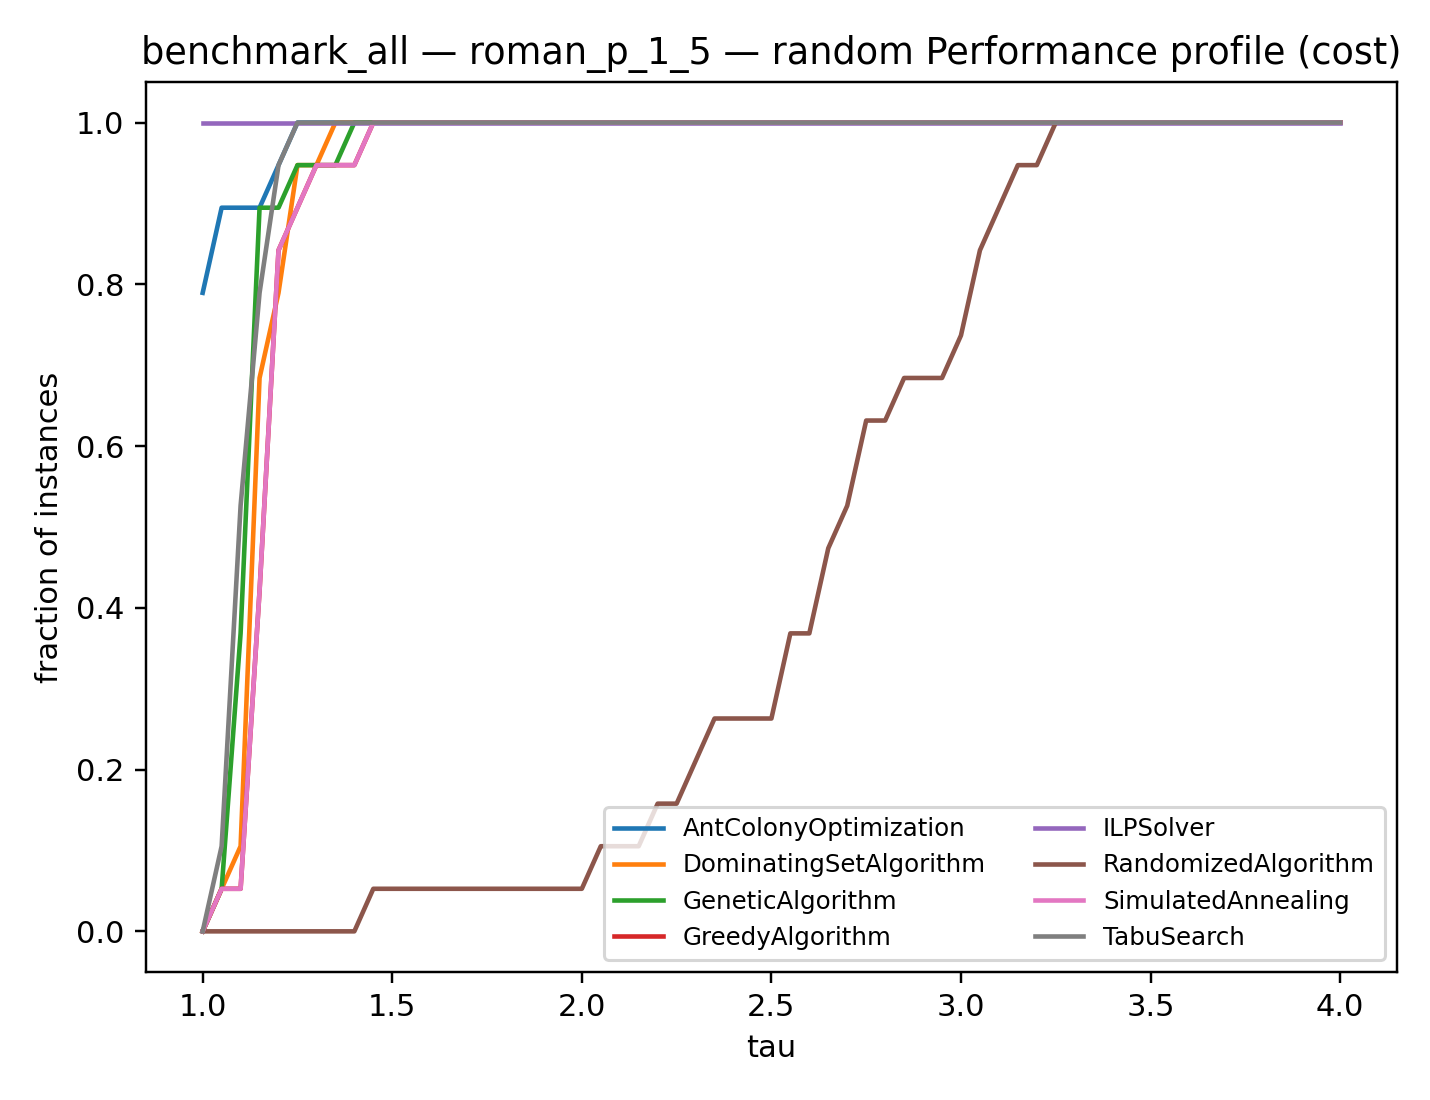 benchmark_all — roman_p_1_5 — random Performance profile (cost)
1.0
0.8
0.6
0.4
0.2
0.0
fraction of instances
AntColonyOptimization
DominatingSetAlgorithm
GeneticAlgorithm
GreedyAlgorithm
ILPSolver
RandomizedAlgorithm
SimulatedAnnealing
TabuSearch
1.0 1.5 2.0 2.5 3.0 3.5 4.0
tau